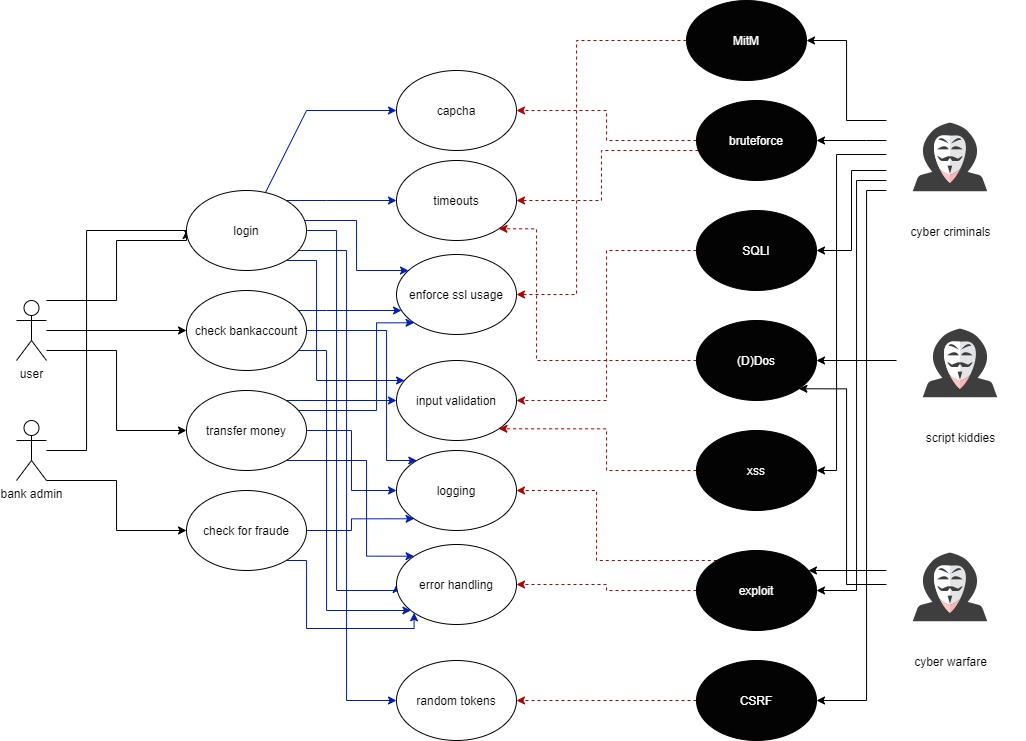 MitM
capcha
bruteforce
timeouts
login
SQLI
cyber criminals
enforce ssl usage
check bankaccount
user
(D)Dos
input validation
transfer money
script kiddies
xss
logging
bank admin
check for fraude
error handling
exploit
cyber warfare
random tokens
CSRF